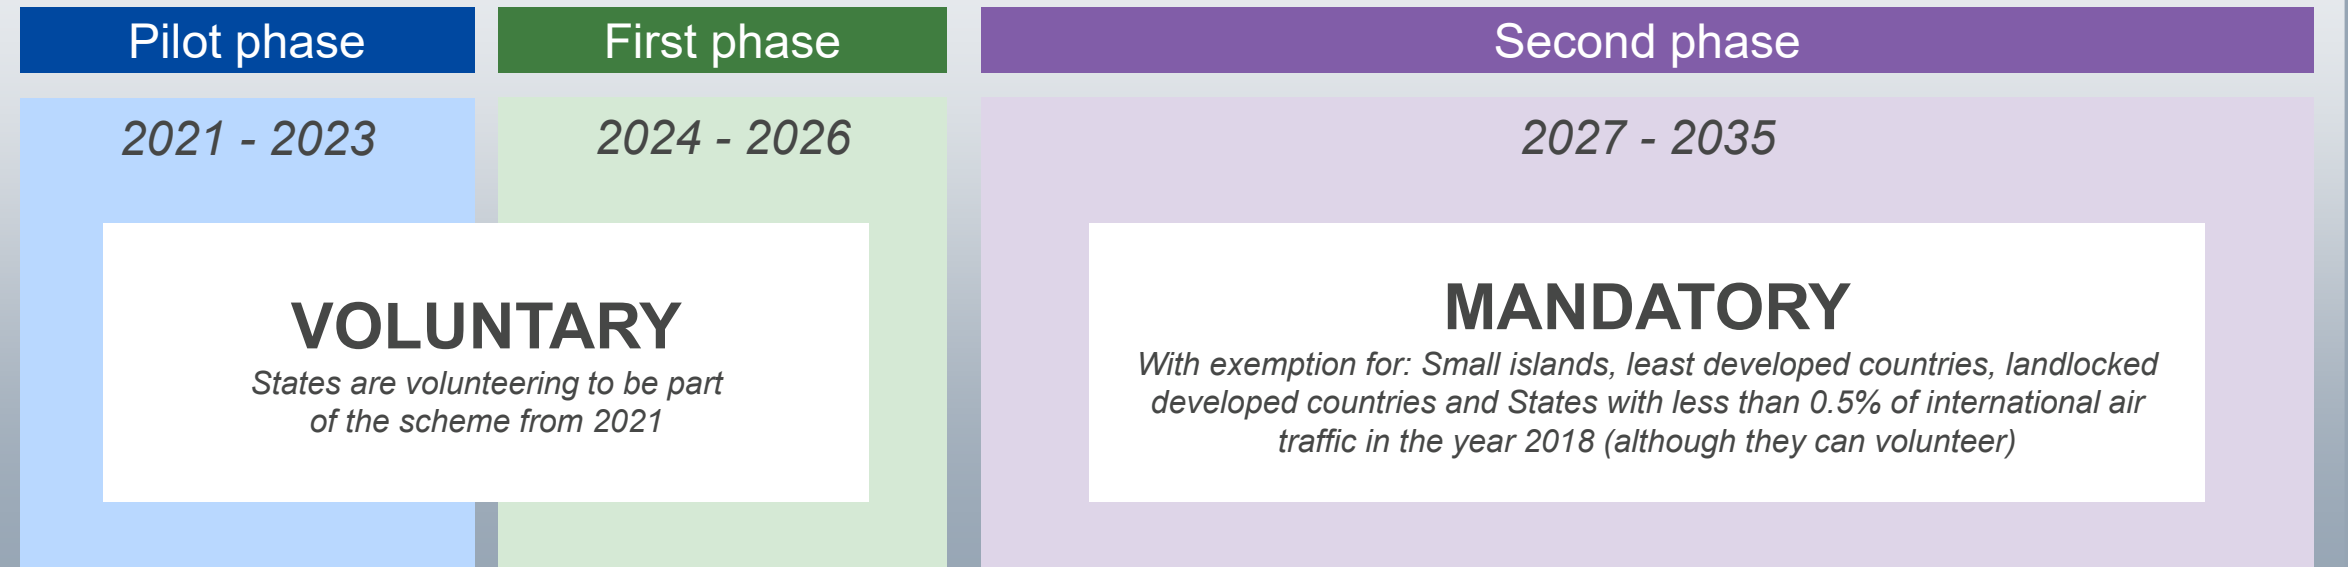 Pilot phase
First phase
Second phase
2021 - 2023
2024 - 2026
2027 - 2035
VOLUNTARY
States are volunteering to be part
of the scheme from 2021
MANDATORY
With exemption for: Small islands, least developed countries, landlocked
developed countries and States with less than 0.5% of international air
traffic in the year 2018 (although they can volunteer)